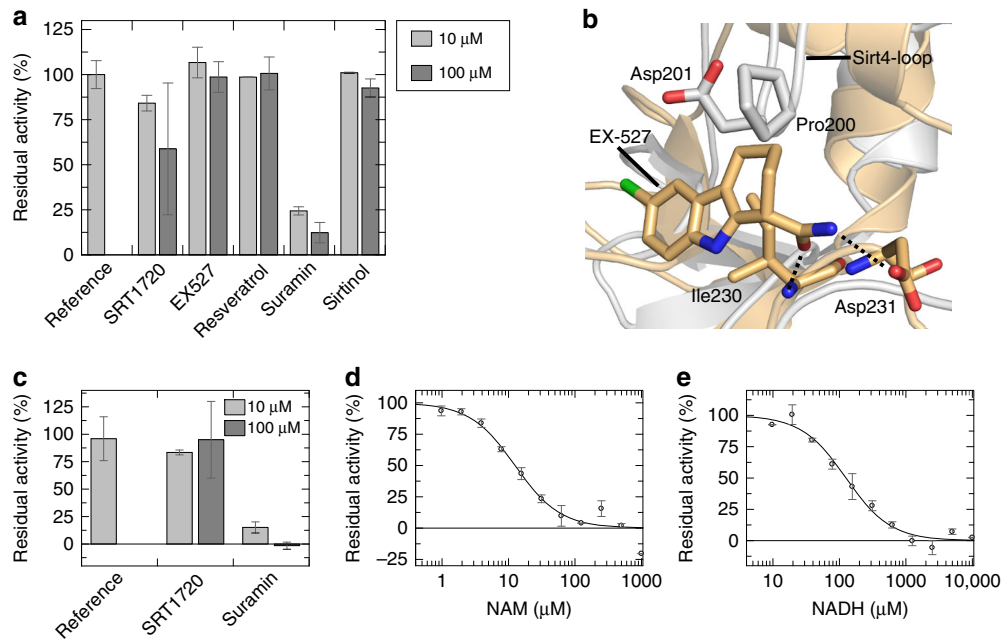 a
Residual activity (%)
125
100
75
50
25
0
Reference
SRT1720
EX527
Resveratrol
Suramin
Sirtinol
10 µM
100 µM
b
Asp201
Sirt4-loop
Pro200
EX-527
Ile230
Asp231
c
Residual activity (%)
125
100
75
50
25
0
10 µM
100 µM
Reference
SRT1720
Suramin
d
Residual activity (%)
100
75
50
25
0
−25
1
10
100
1000
NAM (µM)
e
Residual activity (%)
100
75
50
25
0
10
100
1000
10,000
NADH (µM)